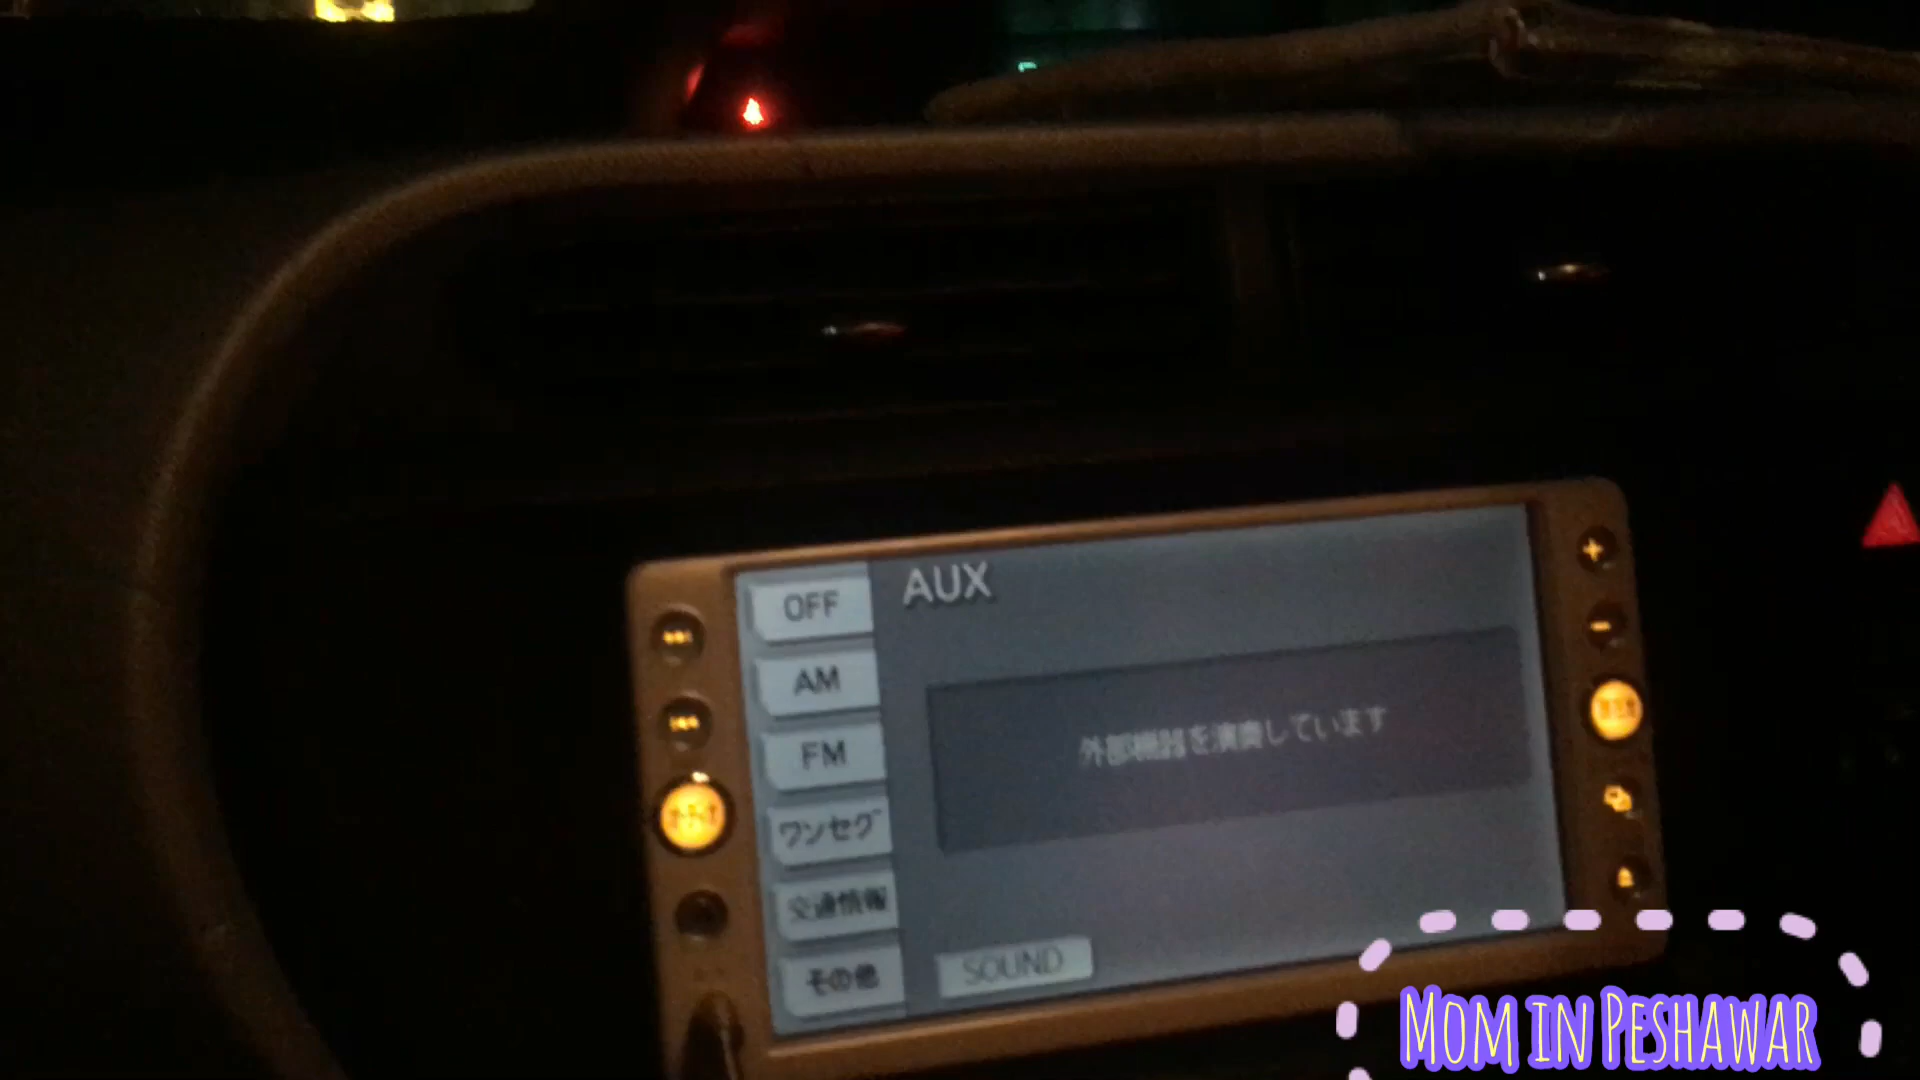 AUX
OFF
AM
FM
ワンセグ
交通情報
その他
外部機器を演奏しています
SOUND
MOM IN PESHAWAR